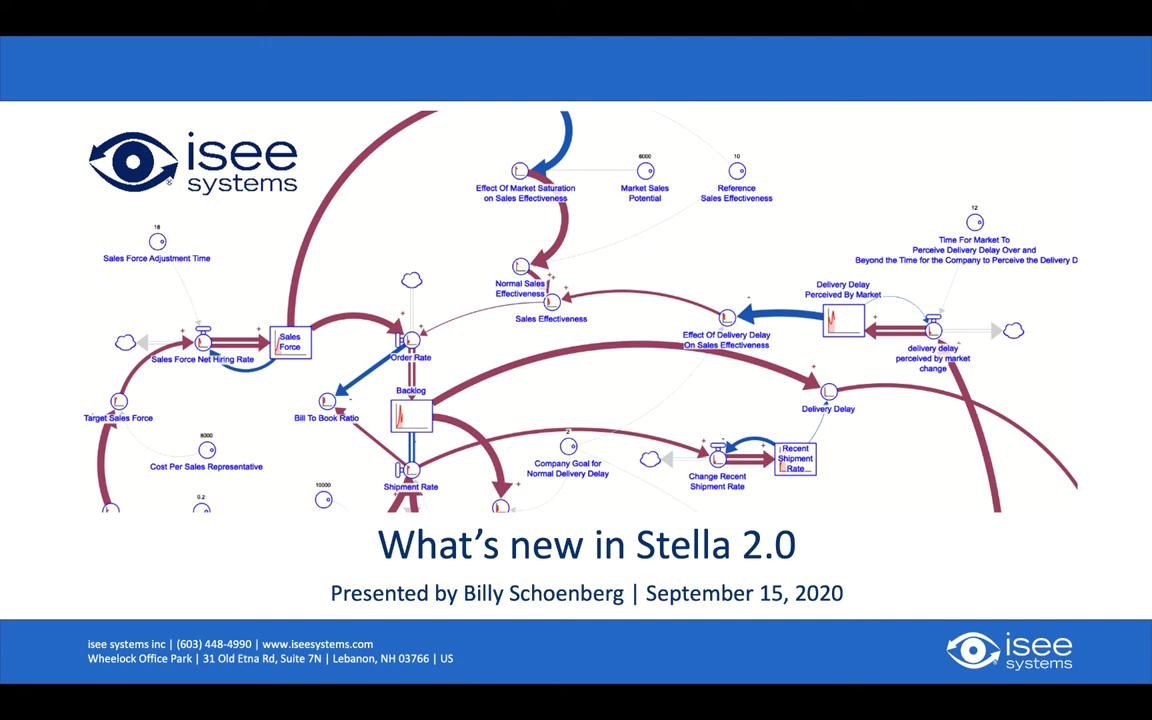 isee
systems
Effect Of Market Saturation
on Sales Effectiveness
6000
Market Sales
Potential
10
Reference
Sales Effectiveness
18
Sales Force Adjustment Time
12
Time For Market To
Perceive Delivery Delay Over and
Beyond the Time for the Company to Perceive the Delivery D
Normal Sales
Effectiveness
Sales Effectiveness
Delivery Delay
Perceived By Market
Effect Of Delivery Delay
On Sales Effectiveness
delivery delay
perceived by market
change
Sales
Force
Sales Force Net Hiring Rate
Order Rate
Backlog
Target Sales Force
Bill To Book Ratio
Delivery Delay
8000
Cost Per Sales Representative
2
Company Goal for
Normal Delivery Delay
Recent
Shipment
Rate...
Change Recent
Shipment Rate
Shipment Rate
0.2
10000
What's new in Stella 2.0
Presented by Billy Schoenberg | September 15, 2020
isee systems inc | (603) 448-4990 | www.iseesystems.com
Wheelock Office Park | 31 Old Etna Rd, Suite 7N | Lebanon, NH 03766 | US
isee
systems